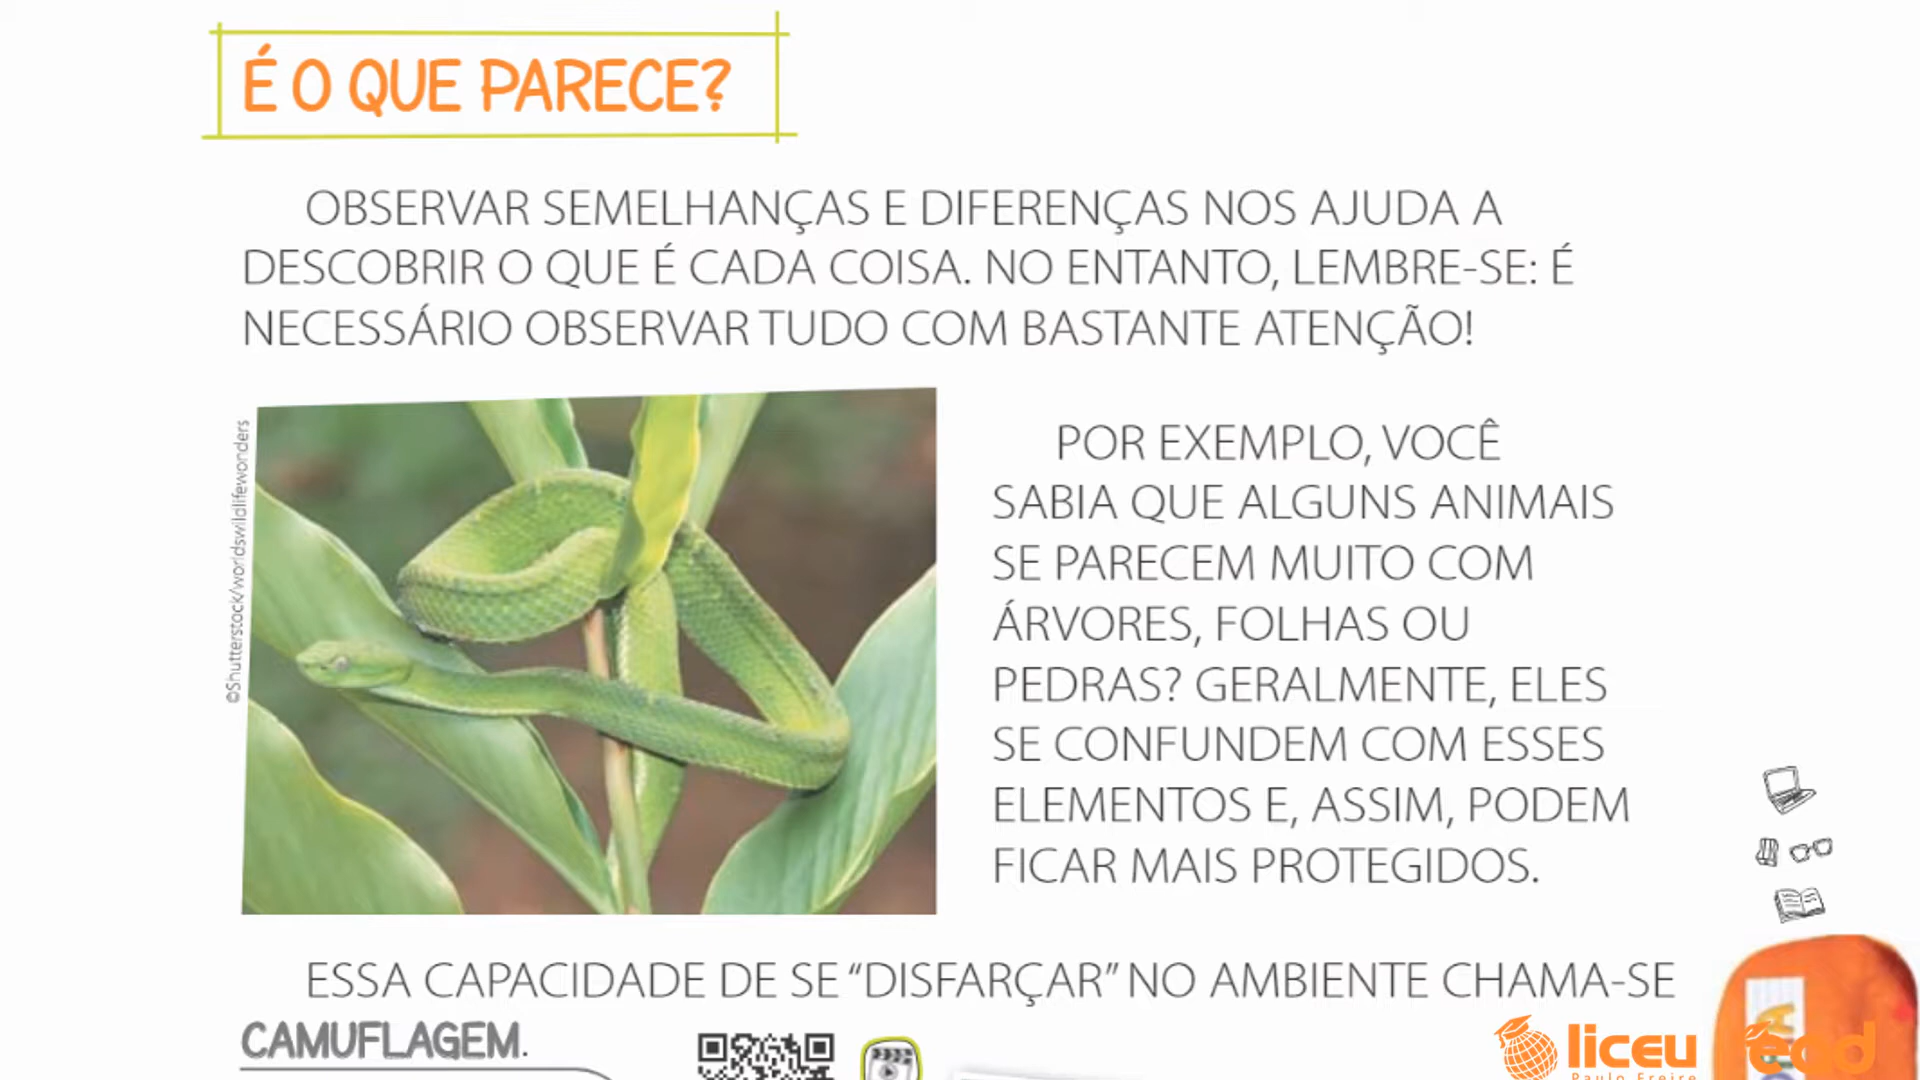 É O QUE PARECE?
OBSERVAR SEMELHANÇAS E DIFERENÇAS NOS AJUDA A
DESCOBRIR O QUE É CADA COISA. NO ENTANTO, LEMBRE-SE: É
NECESSÁRIO OBSERVAR TUDO COM BASTANTE ATENÇÃO!
©Shutterstock/worldswildlifewonders
POR EXEMPLO, VOCÊ
SABIA QUE ALGUNS ANIMAIS
SE PARECEM MUITO COM
ÁRVORES, FOLHAS OU
PEDRAS? GERALMENTE, ELES
SE CONFUNDEM COM ESSES
ELEMENTOS E, ASSIM, PODEM
FICAR MAIS PROTEGIDOS.
ESSA CAPACIDADE DE SE “DISFARÇAR” NO AMBIENTE CHAMA-SE
CAMUFLAGEM.
liceu
Paulo Freire
ead